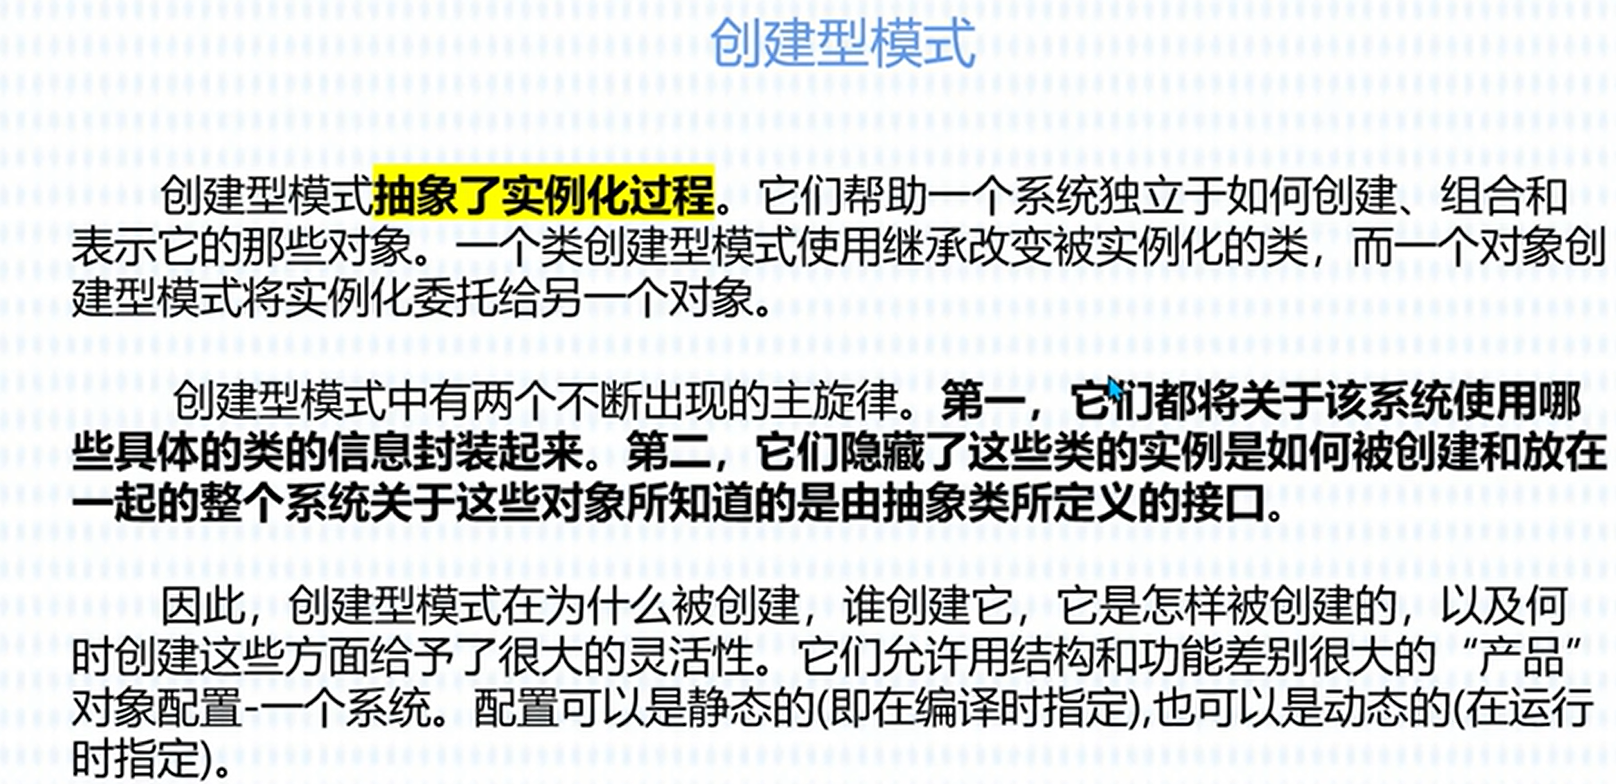 创建型模式
创建型模式抽象了实例化过程。它们帮助一个系统独立于如何创建、组合和
表示它的那些对象。一个类创建型模式使用继承改变被实例化的类，而一个对象创
建型模式将实例化委托给另一个对象。
创建型模式中有两个不断出现的主旋律。第一，它们都将关于该系统使用哪
些具体的类的信息封装起来。第二，它们隐藏了这些类的实例是如何被创建和放在
一起的整个系统关于这些对象所知道的是由抽象类所定义的接口。
因此，创建型模式在为什么被创建，谁创建它，它是怎样被创建的，以及何
时创建这些方面给予了很大的灵活性。它们允许用结构和功能差别很大的“产品”
对象配置-一个系统。配置可以是静态的(即在编译时指定),也可以是动态的(在运行
时指定)。